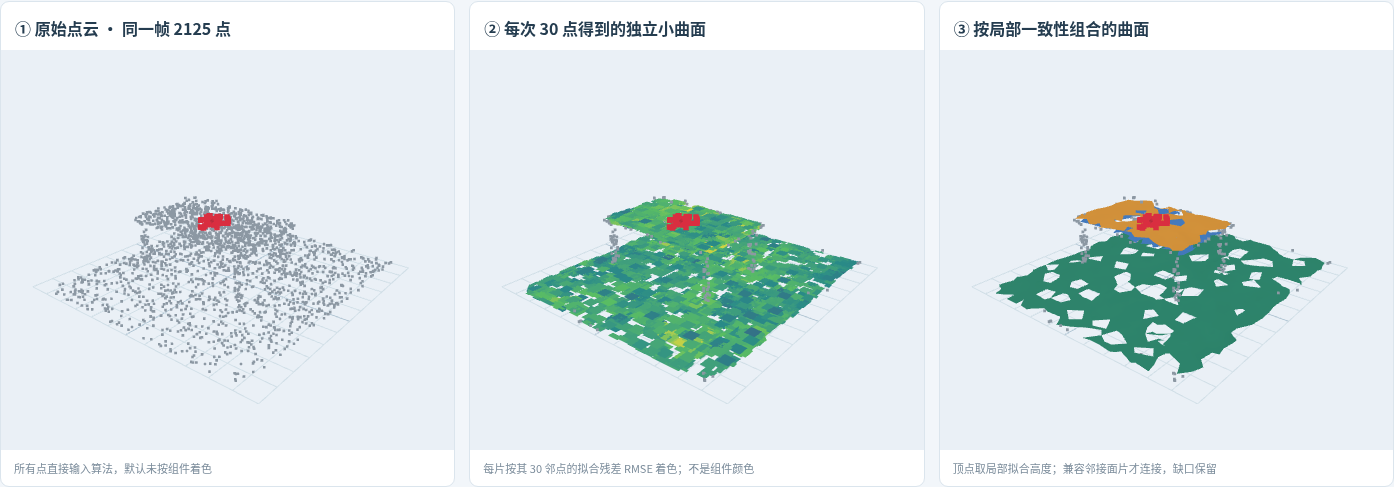 ① 原始点云 · 同一帧 2125 点
② 每次 30 点得到的独立小曲面
③ 按局部一致性组合的曲面
所有点直接输入算法，默认未按组件着色
每片按其 30 邻点的拟合残差 RMSE 着色；不是组件颜色
顶点取局部拟合高度；兼容邻接面片才连接，缺口保留